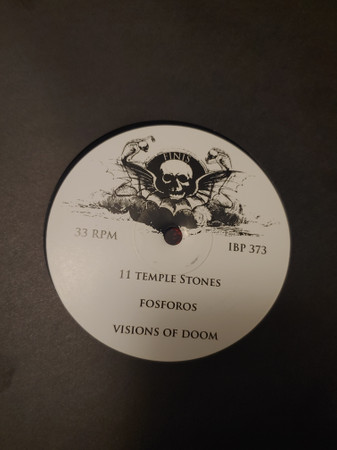 FINIS
33 RPM
IBP 373
11 TEMPLE STONES
FOSFOROS
VISIONS OF DOOM